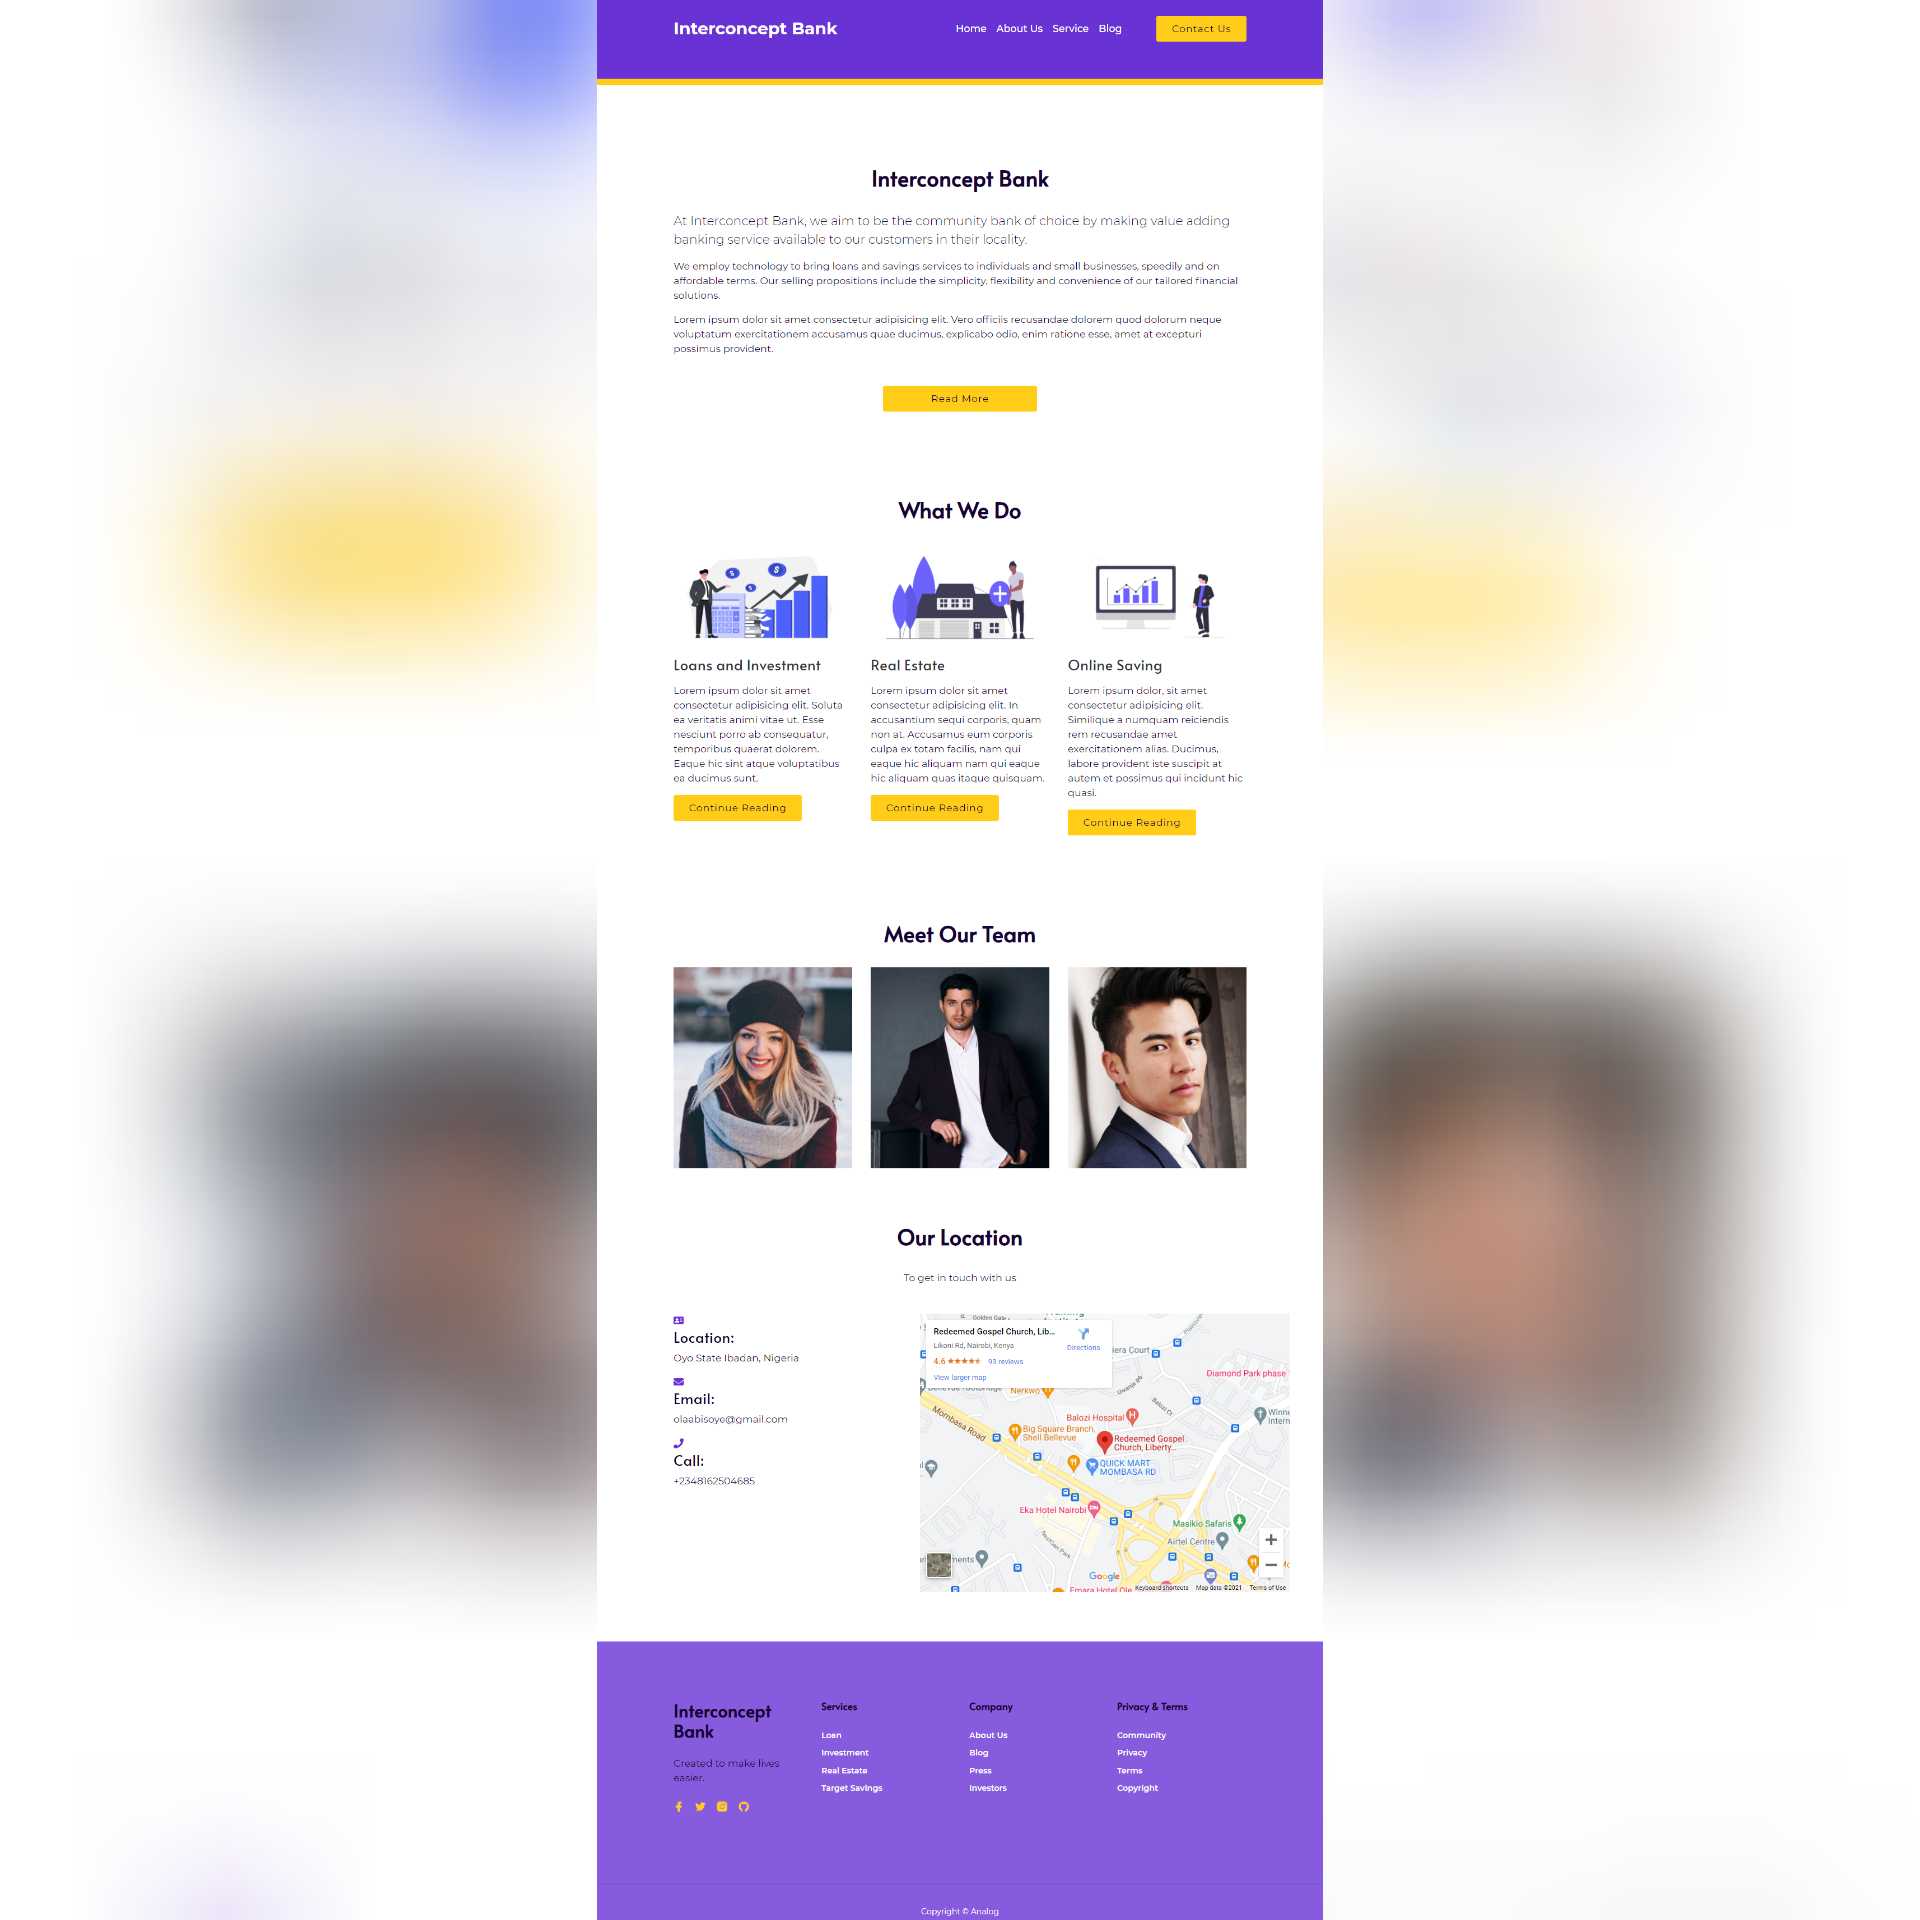 Interconcept Bank
Home About Us Service Blog
Contact Us
Interconcept Bank
At Interconcept Bank, we aim to be the community bank of choice by making value adding
banking service available to our customers in their locality.
We employ technology to bring loans and savings services to individuals and small businesses, speedily and on
affordable terms. Our selling propositions include the simplicity, flexibility and convenience of our tailored financial
solutions.
Lorem ipsum dolor sit amet consectetur adipisicing elit. Vero officiis recusandae dolorem quod dolorum neque
voluptatum exercitationem accusamus quae ducimus, explicabo odio, enim ratione esse, amet at excepturi
possimus provident.
Read More
What We Do
Loans and Investment
Lorem ipsum dolor sit amet
consectetur adipisicing elit. Soluta
ea veritatis animi vitae ut. Esse
nesciunt porro ab consequatur,
temporibus quaerat dolorem.
Eaque hic sint atque voluptatibus
ea ducimus sunt.
Continue Reading
Real Estate
Lorem ipsum dolor sit amet
consectetur adipisicing elit. In
accusantium sequi corporis, quam
non at. Accusamus eum corporis
culpa ex totam facilis, nam qui
eaque hic aliquam nam qui eaque
hic aliquam quas itaque quisquam.
Continue Reading
Online Saving
Lorem ipsum dolor, sit amet
consectetur adipisicing elit.
Similique a numquam reiciendis
rem recusandae amet
exercitationem alias. Ducimus,
labore provident iste suscipit at
autem et possimus qui incidunt hic
quasi.
Continue Reading
Meet Our Team
Our Location
To get in touch with us
Location:
Oyo State Ibadan, Nigeria
Email:
olaabisoye@gmail.com
Call:
+2348162504685
Golden Gate
Redeemed Gospel Church, Lib...
Likoni Rd, Nairobi, Kenya
4.6
93 reviews
View larger map
Directions
iera Court
Diamond Park phase
Nerkwo
Mombasa Road
Balozi Hospital
Big Square Branch,
Shell Bellevue
Redeemed Gospel
Church, Liberty...
QUICK MART
MOMBASA RD
Eka Hotel Nairobi
Masikio Safaris
Airtel Centre
Google
Emara Hotel Ole
Keyboard shortcuts Map data ©2021 Terms of Use
Interconcept
Bank
Created to make lives
easier.
Services
Loan
Investment
Real Estate
Target Savings
Company
About Us
Blog
Press
Investors
Privacy & Terms
Community
Privacy
Terms
Copyright
Copyright © Analog